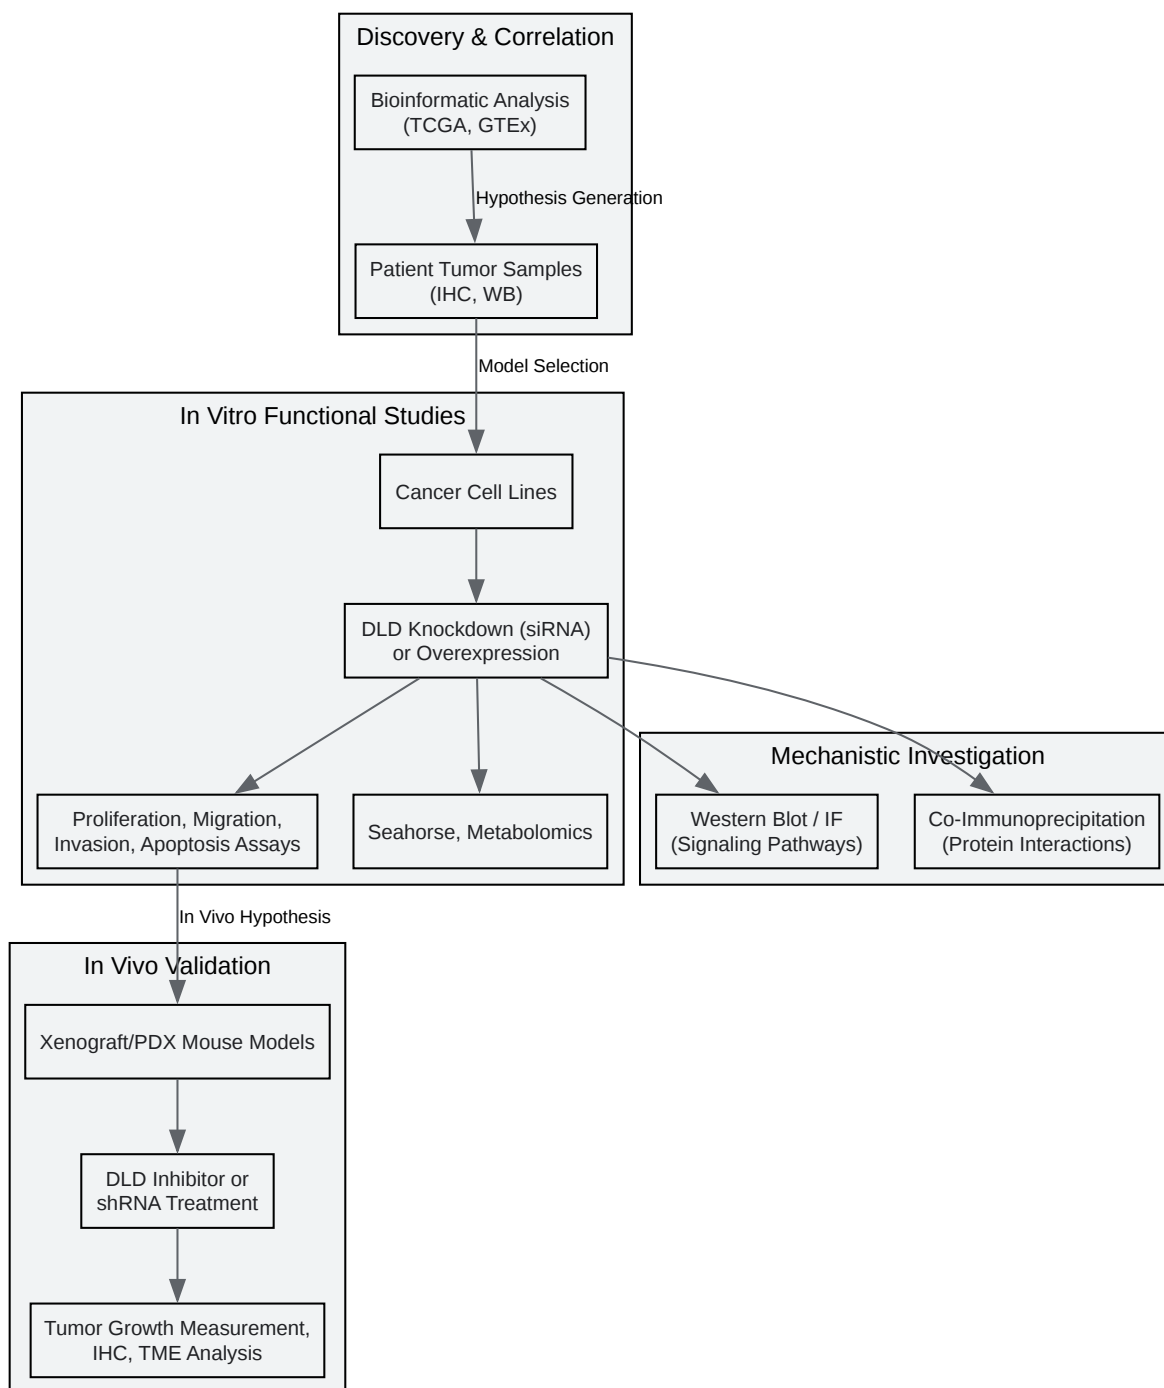 Discovery & Correlation
Bioinformatic Analysis
(TCGA, GTEx)
Hypothesis Generation
Patient Tumor Samples
(IHC, WB)
Model Selection
In Vitro Functional Studies
Cancer Cell Lines
DLD Knockdown (siRNA)
or Overexpression
Mechanistic Investigation
Proliferation, Migration,
Invasion, Apoptosis Assays
Seahorse, Metabolomics
Western Blot / IF
(Signaling Pathways)
Co-Immunoprecipitation
(Protein Interactions)
In Vivo Hypothesis
In Vivo Validation
Xenograft/PDX Mouse Models
DLD Inhibitor or
shRNA Treatment
Tumor Growth Measurement,
IHC, TME Analysis